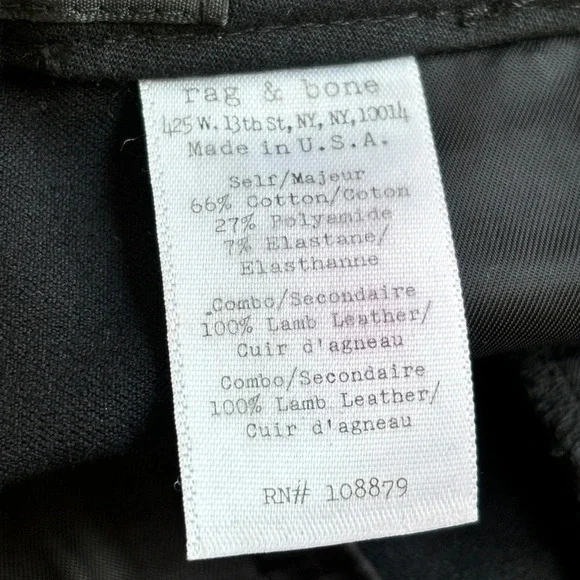 rag & bone
425 W. 13th St, NY, NY, 10014
Made in U.S.A.
Self/Majeur
66% Cotton/Coton
27% Polyamide
7% Elastane/
Elasthanne
Combo/Secondaire
100% Lamb Leather/
Cuir d'agneau
Combo/Secondaire
100% Lamb Leather/
Cuir d'agneau
RN# 108879